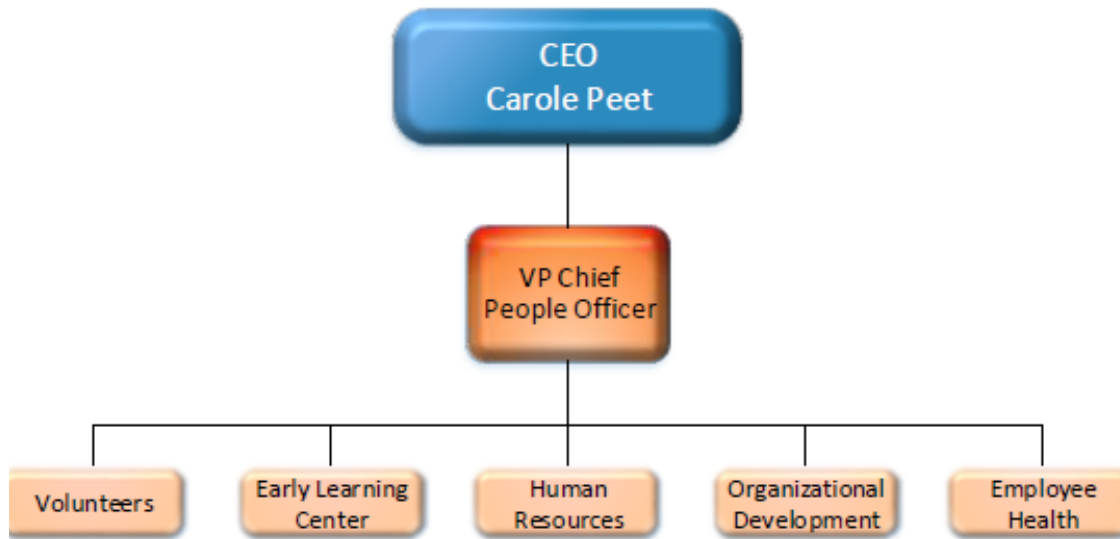 CEO
Carole Peet
VP Chief
People Officer
Volunteers
Early Learning
Center
Human
Resources
Organizational
Development
Employee
Health